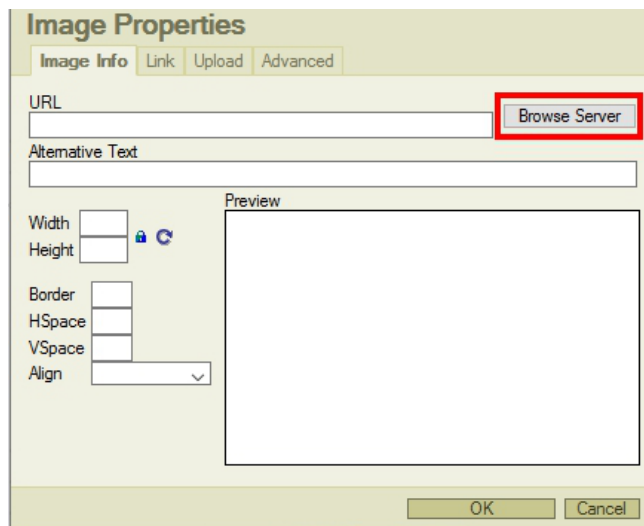 Image Properties
Image Info Link Upload Advanced
URL
Browse Server
Alternative Text
Preview
Width
Height
Border
HSpace
VSpace
Align
OK Cancel